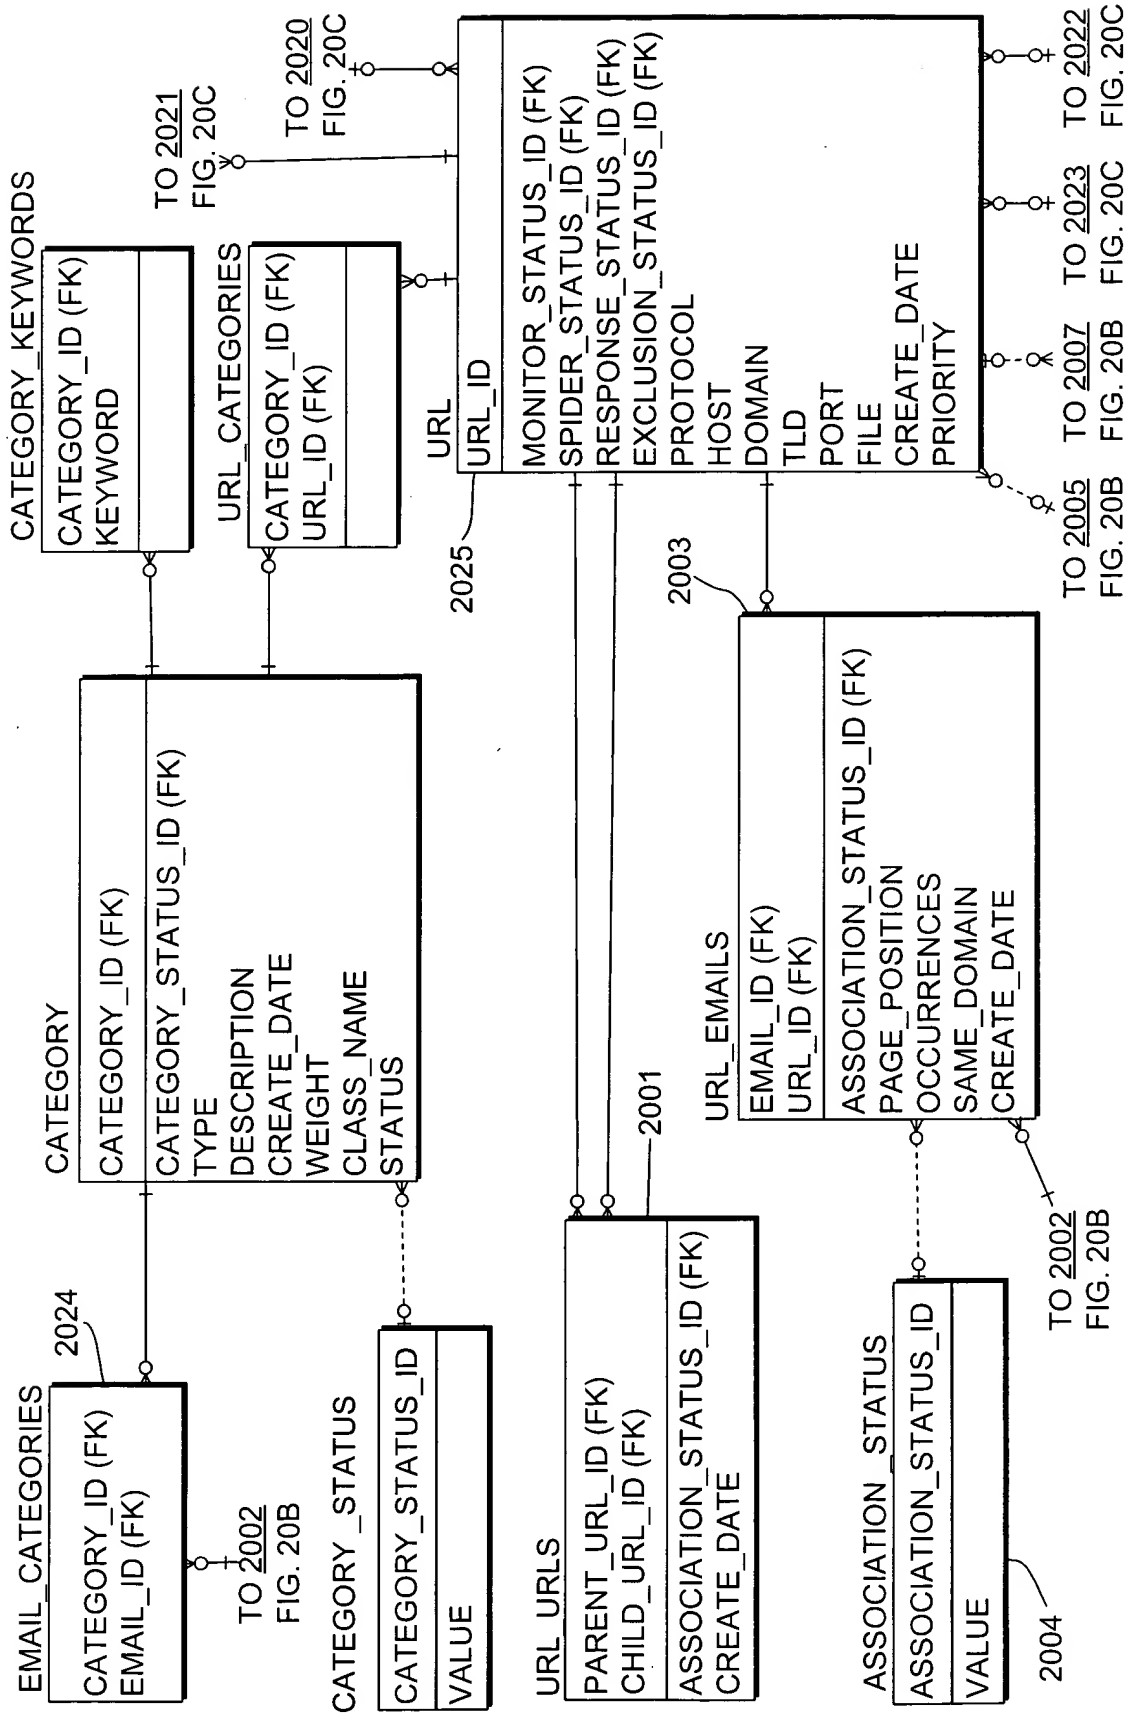 EMAIL_CATEGORIES
CATEGORY_ID (FK)
EMAIL_ID (FK)
2024
TO 2002
FIG. 20B
CATEGORY
CATEGORY_ID (FK)
CATEGORY_STATUS_ID (FK)
TYPE
DESCRIPTION
CREATE_DATE
WEIGHT
CLASS_NAME
STATUS
CATEGORY_KEYWORDS
CATEGORY_ID (FK)
KEYWORD
URL_CATEGORIES
CATEGORY_ID (FK)
URL_ID (FK)
TO 2021
FIG. 20C
TO 2020
FIG. 20C
CATEGORY_STATUS
CATEGORY_STATUS_ID
VALUE
URL_URLS
PARENT_URL_ID (FK)
CHILD_URL_ID (FK)
ASSOCIATION_STATUS_ID (FK)
CREATE_DATE
2001
URL
URL_ID
MONITOR_STATUS_ID (FK)
SPIDER_STATUS_ID (FK)
RESPONSE_STATUS_ID (FK)
EXCLUSION_STATUS_ID (FK)
PROTOCOL
HOST
DOMAIN
TLD
PORT
FILE
CREATE_DATE
PRIORITY
2025
URL_EMAILS
EMAIL_ID (FK)
URL_ID (FK)
ASSOCIATION_STATUS_ID (FK)
PAGE_POSITION
OCCURRENCES
SAME_DOMAIN
CREATE_DATE
2003
ASSOCIATION_STATUS
ASSOCIATION_STATUS_ID
VALUE
2004
TO 2002
FIG. 20B
TO 2005
FIG. 20B
TO 2007
FIG. 20B
TO 2023
FIG. 20C
TO 2022
FIG. 20C